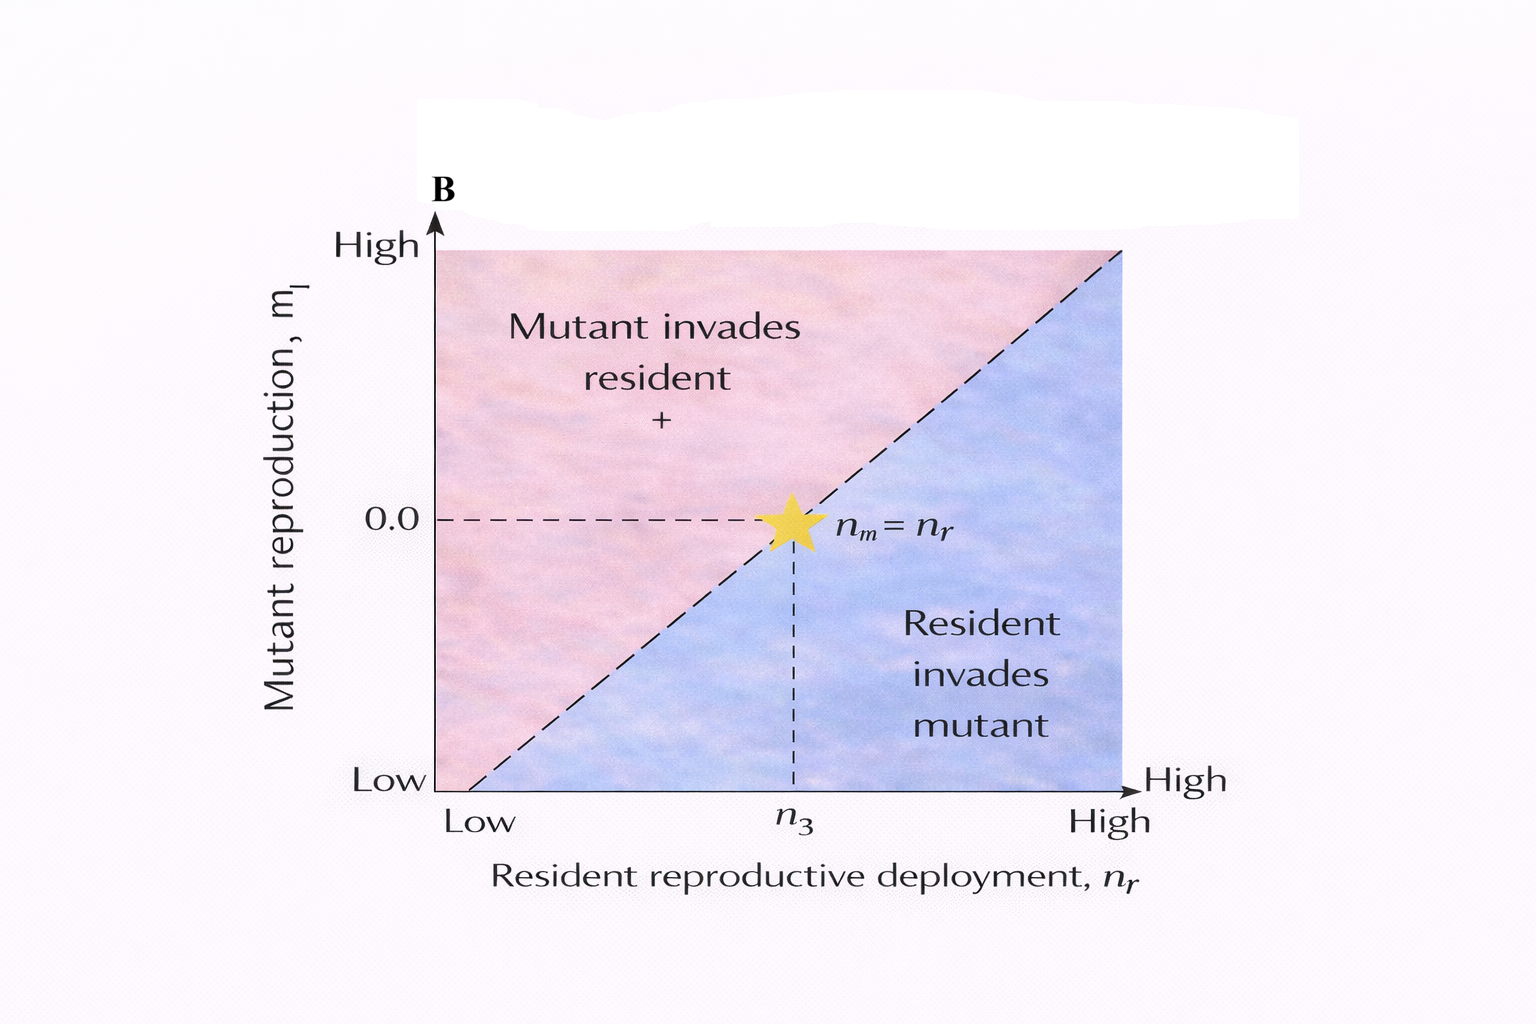 B
High
Mutant invades
resident
+
Mutant reproduction, mₗ
0.0
nₘ = nᵣ
Resident
invades
mutant
Low
High
Low
n₃
High
Resident reproductive deployment, nᵣ